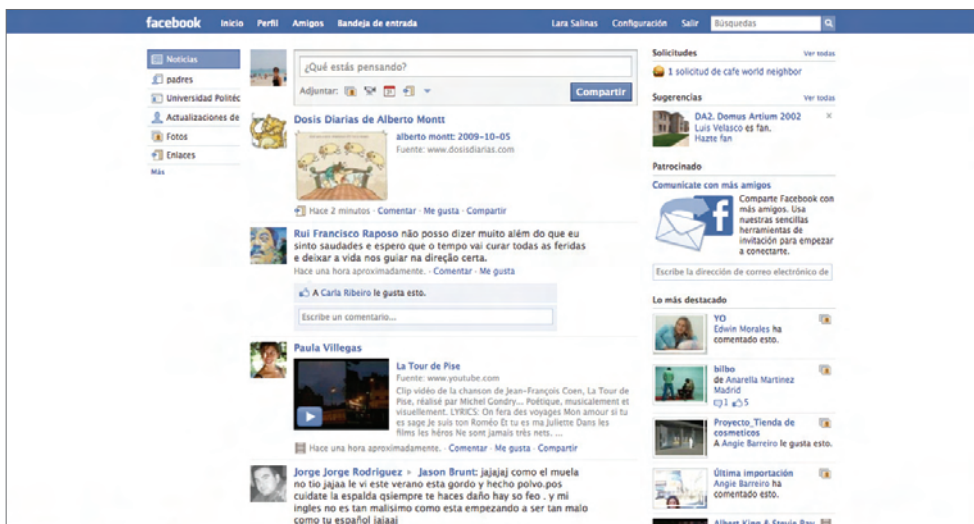 facebook Inicio Perfil Amigos Bandeja de entrada Lara Salinas Configuración Salir Búsquedas
Noticias
padres
Universidad Politéc
Actualizaciones de
Fotos
Enlaces
Más
¿Qué estás pensando?
Adjuntar:
Compartir
Dosis Diarias de Alberto Montt
alberto montt: 2009-10-05
Fuente: www.dosisdiarias.com
Hace 2 minutos · Comentar · Me gusta · Compartir
Rui Francisco Raposo não posso dizer muito além do que eu
sinto saudades e espero que o tempo vai curar todas as feridas
e deixar a vida nos guiar na direção certa.
Hace una hora aproximadamente. · Comentar · Me gusta
A Carla Ribeiro le gusta esto.
Escribe un comentario...
Paula Villegas
La Tour de Pise
Fuente: www.youtube.com
Clip vidéo de la chanson de Jean-François Coen, La Tour de
Pise, réalisé par Michel Gondry... Poétique, musicalement et
visuellement. LYRICS: On fera des voyages Mon amour si tu
es sage Je suis ton Roméo Et tu es ma Juliette Dans les
films les héros Ne sont jamais très nets. ...
Hace una hora aproximadamente. · Comentar · Me gusta · Compartir
Jorge Jorge Rodriguez ▸ Jason Brunt: jajajaj como el muela
no tio jajaa le vi este verano esta gordo y hecho polvo.pos
cuidate la espalda qsiempre te haces daño hay so feo . y mi
ingles no es tan malisimo como esta empezando a ser tan malo
como tu español jajaaj
Solicitudes Ver todas
1 solicitud de cafe world neighbor
Sugerencias Ver todas
DA2. Domus Artium 2002
Luis Velasco es fan.
Hazte fan
Patrocinado
Comunícate con más amigos
Comparte Facebook con
más amigos. Usa
nuestras sencillas
herramientas de
invitación para empezar
a conectarte.
Escribe la dirección de correo electrónico de
Lo más destacado
YO
Edwin Morales ha
comentado esto.
bilbo
de Anarella Martinez
Madrid
1 5
Proyecto_Tienda de
cosmeticos
A Angie Barreiro le gusta esto.
Última importación
Angie Barreiro ha
comentado esto.
Albert King & Stevie Ray